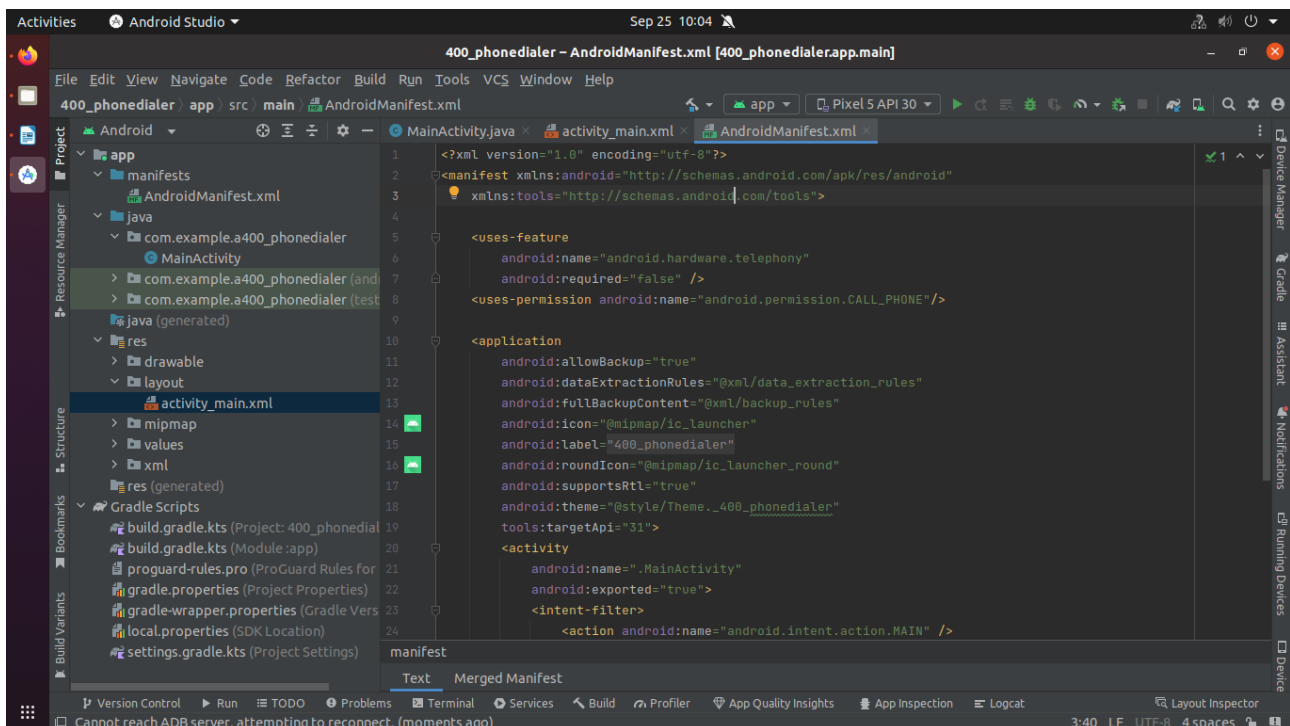 Activities Android Studio Sep 25 10:04
400_phonedialer – AndroidManifest.xml [400_phonedialer.app.main]
File Edit View Navigate Code Refactor Build Run Tools VCS Window Help
400_phonedialer app src main AndroidManifest.xml app Pixel 5 API 30
Android
MainActivity.java activity_main.xml AndroidManifest.xml
Project
Resource Manager
Structure
Bookmarks
Build Variants
app
manifests
AndroidManifest.xml
java
com.example.a400_phonedialer
MainActivity
com.example.a400_phonedialer (and
com.example.a400_phonedialer (test
java (generated)
res
drawable
layout
activity_main.xml
mipmap
values
xml
res (generated)
Gradle Scripts
build.gradle.kts (Project: 400_phonedial
build.gradle.kts (Module :app)
proguard-rules.pro (ProGuard Rules for
gradle.properties (Project Properties)
gradle-wrapper.properties (Gradle Vers
local.properties (SDK Location)
settings.gradle.kts (Project Settings)
1 <?xml version="1.0" encoding="utf-8"?>
2 <manifest xmlns:android="http://schemas.android.com/apk/res/android"
3 xmlns:tools="http://schemas.android.com/tools">
4
5 <uses-feature
6 android:name="android.hardware.telephony"
7 android:required="false" />
8 <uses-permission android:name="android.permission.CALL_PHONE"/>
9
10 <application
11 android:allowBackup="true"
12 android:dataExtractionRules="@xml/data_extraction_rules"
13 android:fullBackupContent="@xml/backup_rules"
14 android:icon="@mipmap/ic_launcher"
15 android:label="400_phonedialer"
16 android:roundIcon="@mipmap/ic_launcher_round"
17 android:supportsRtl="true"
18 android:theme="@style/Theme._400_phonedialer"
19 tools:targetApi="31">
20 <activity
21 android:name=".MainActivity"
22 android:exported="true">
23 <intent-filter>
24 <action android:name="android.intent.action.MAIN" />
1
Device Manager
Gradle
Assistant
Notifications
Running Devices
Device
manifest
Text Merged Manifest
Version Control Run TODO Problems Terminal Services Build Profiler App Quality Insights App Inspection Logcat Layout Inspector
Cannot reach ADB server, attempting to reconnect. (moments ago) 3:40 LF UTF-8 4 spaces